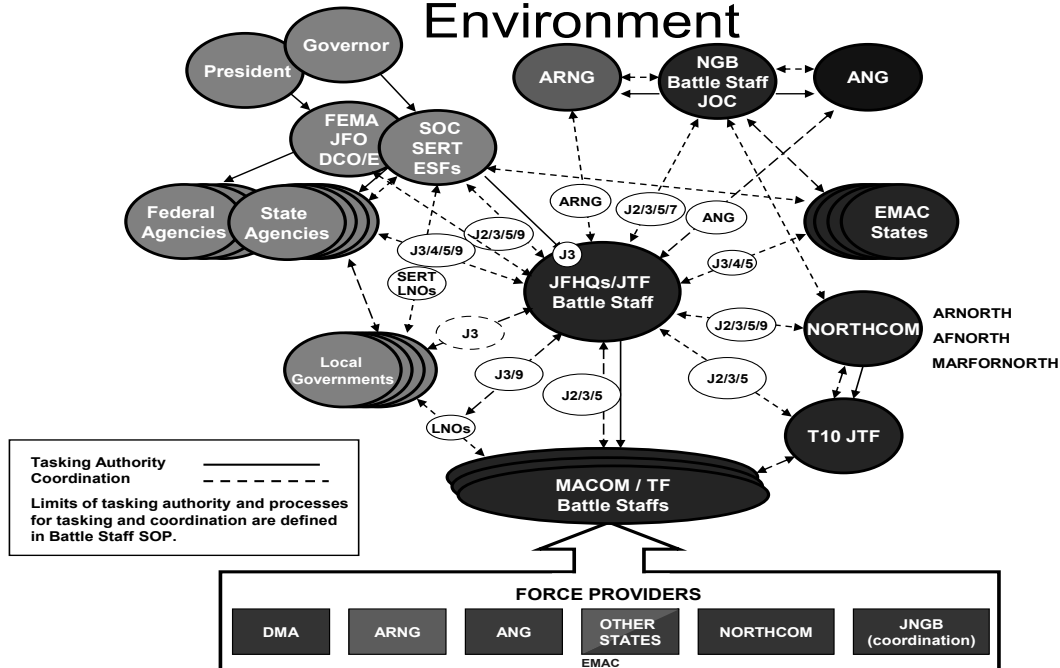 Environment
Governor
President
ARNG
NGB
Battle Staff
JOC
ANG
FEMA
JFO
DCO/E
SOC
SERT
ESFs
Federal
Agencies
State
Agencies
ARNG
J2/3/5/7
ANG
EMAC
States
J3/4/5/9
J2/3/5/9
J3
J3/4/5
SERT
LNOs
JFHQs/JTF
Battle Staff
J3
J2/3/5/9
NORTHCOM
ARNORTH
AFNORTH
MARFORNORTH
Local
Governments
J3/9
J2/3/5
J2/3/5
LNOs
T10 JTF
MACOM / TF
Battle Staffs
Tasking Authority
Coordination
Limits of tasking authority and processes
for tasking and coordination are defined
in Battle Staff SOP.
FORCE PROVIDERS
DMA
ARNG
ANG
OTHER
STATES
NORTHCOM
JNGB
(coordination)
EMAC